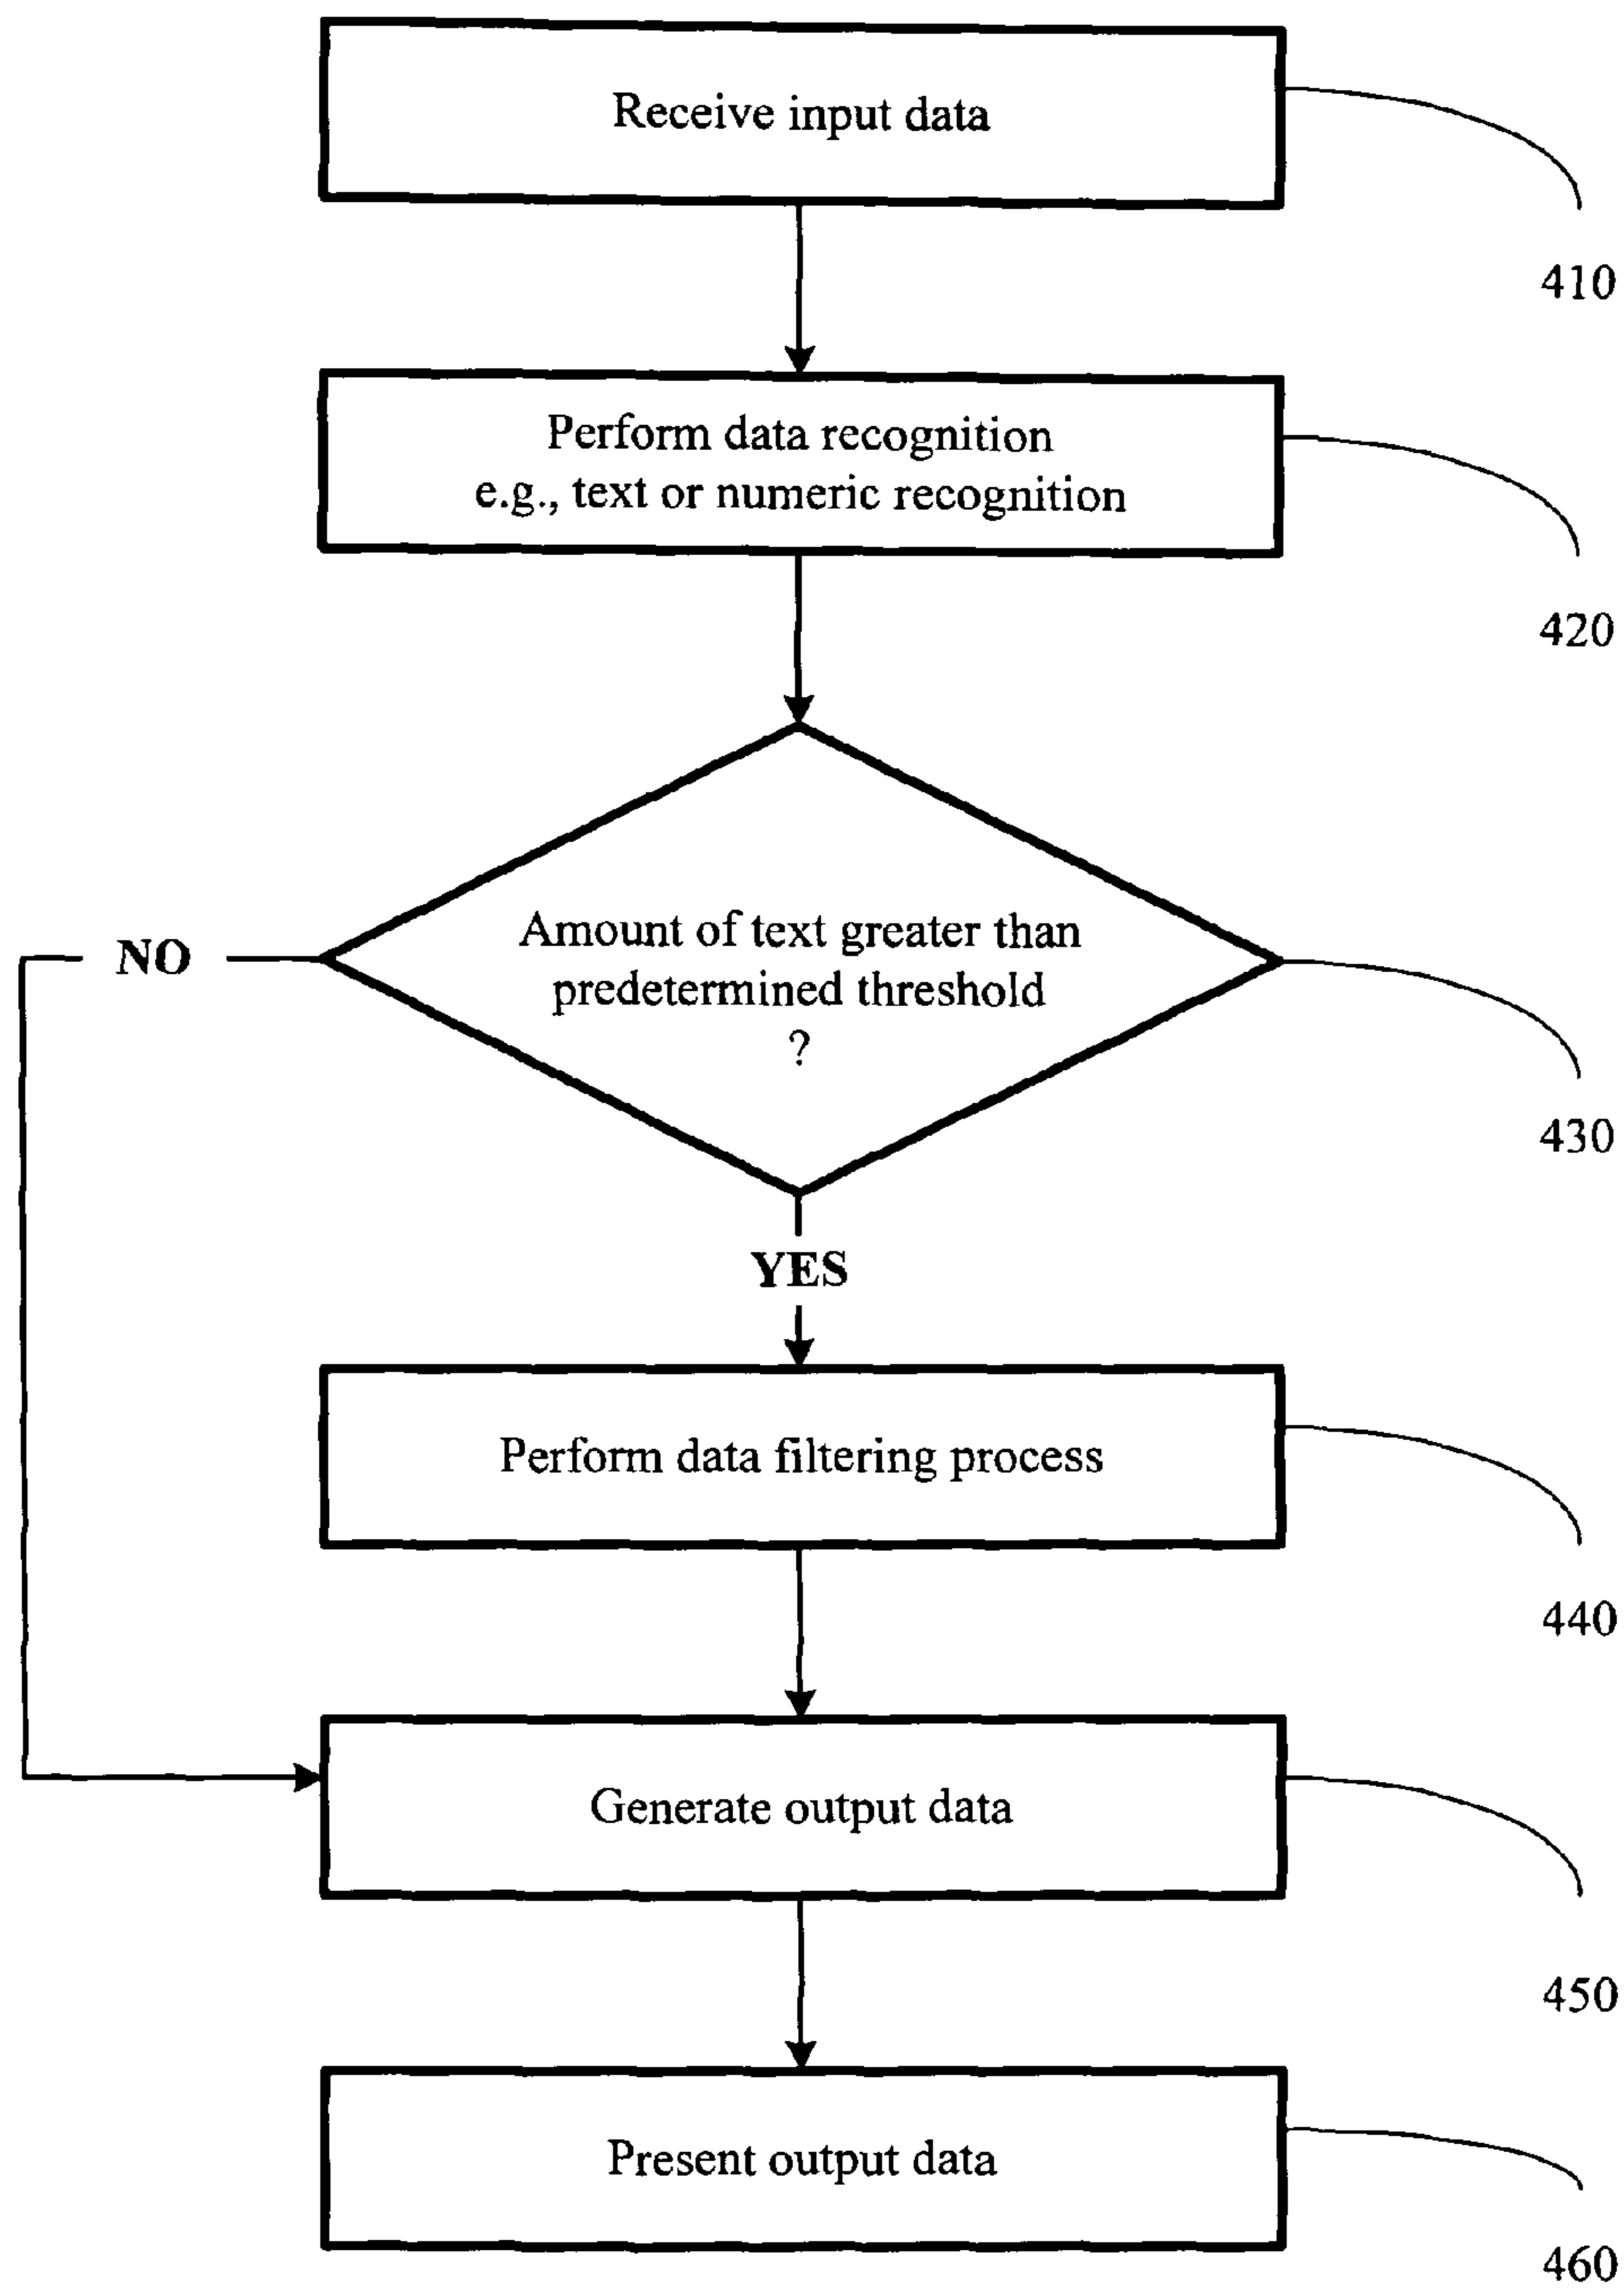 Receive input data
410
Perform data recognition
e.g., text or numeric recognition
420
Amount of text greater than
predetermined threshold
?
NO
430
YES
Perform data filtering process
440
Generate output data
450
Present output data
460